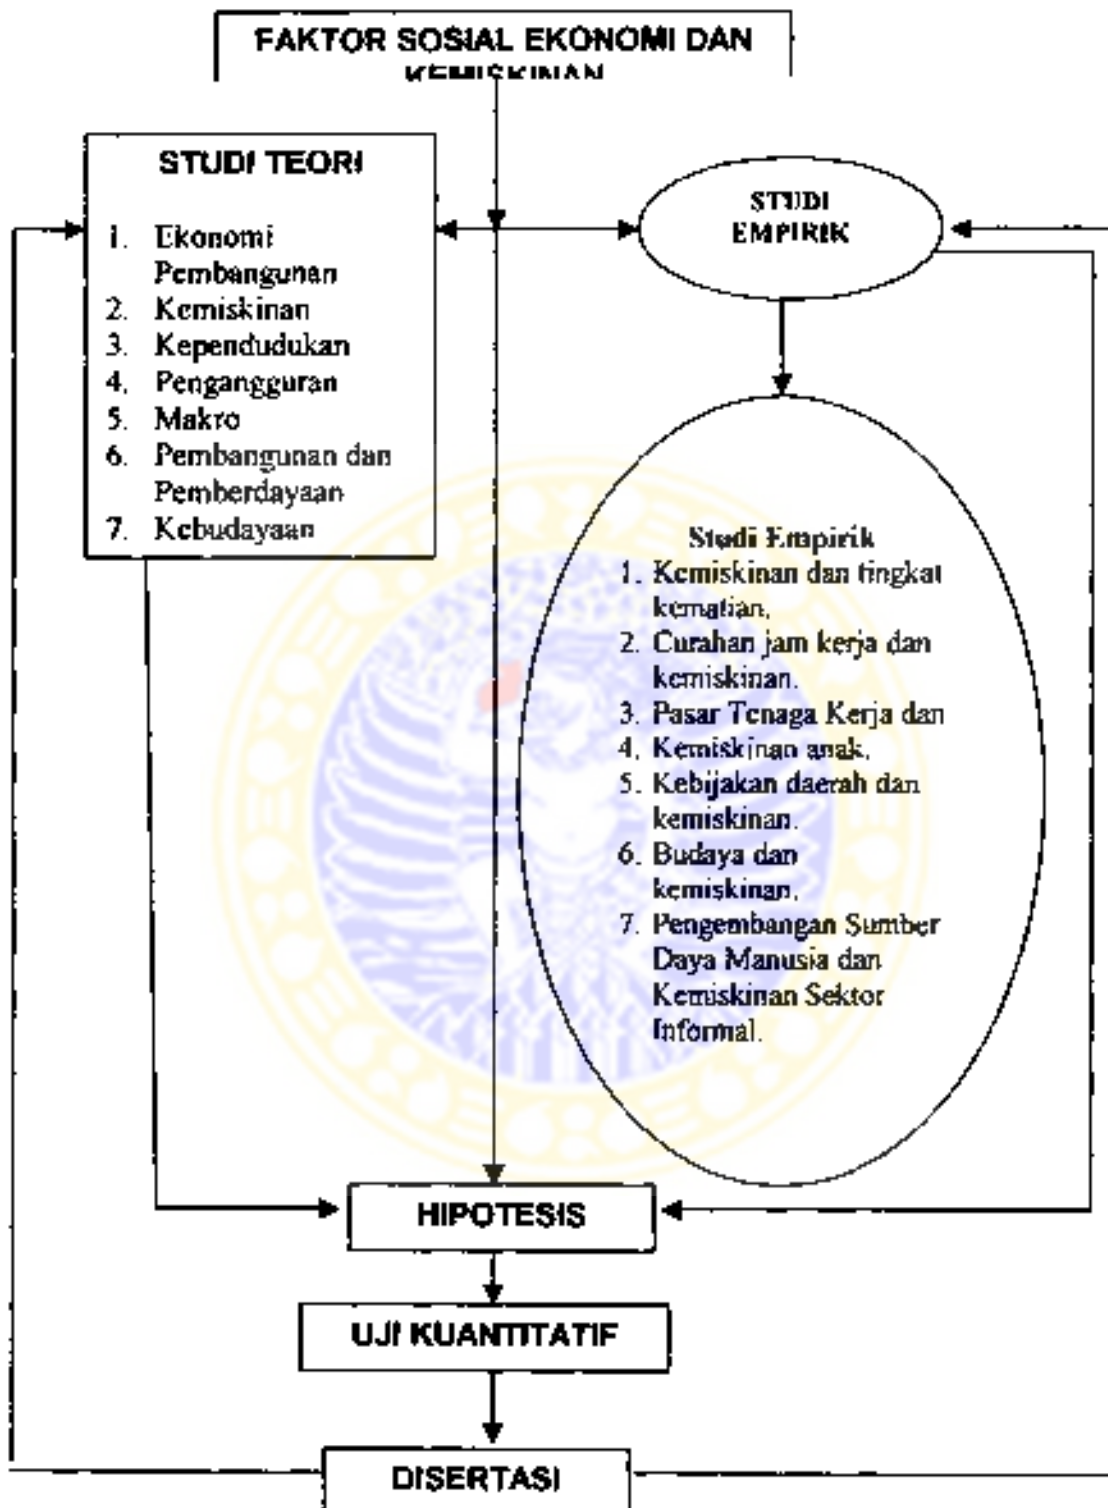 FAKTOR SOSIAL EKONOMI DAN
KEMISKINAN
STUDI TEORI
1. Ekonomi
Pembangunan
2. Kemiskinan
3. Kependudukan
4. Pengangguran
5. Makro
6. Pembangunan dan
Pemberdayaan
7. Kebudayaan
STUDI
EMPIRIK
Studi Empirik
1. Kemiskinan dan tingkat
kematian.
2. Curahan jam kerja dan
kemiskinan.
3. Pasar Tenaga Kerja dan
4. Kemiskinan anak.
5. Kebijakan daerah dan
kemiskinan.
6. Budaya dan
kemiskinan.
7. Pengembangan Sumber
Daya Manusia dan
Kemiskinan Sektor
Informal.
HIPOTESIS
UJI KUANTITATIF
DISERTASI